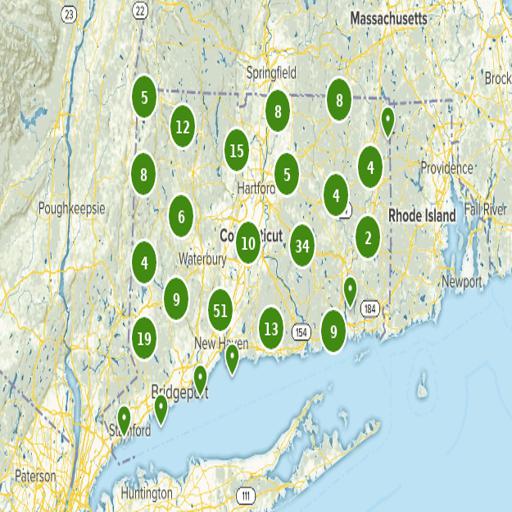 23
22
Massachusetts
Springfield
Brock
5
8
8
12
15
4
Providence
8
5
Hartford
4
Poughkeepsie
6
Rhode Island
Fall River
10
34
2
Waterbury
4
Newport
9
51
184
19
13
154
9
New Haven
Bridgeport
Stamford
Paterson
Huntington
111